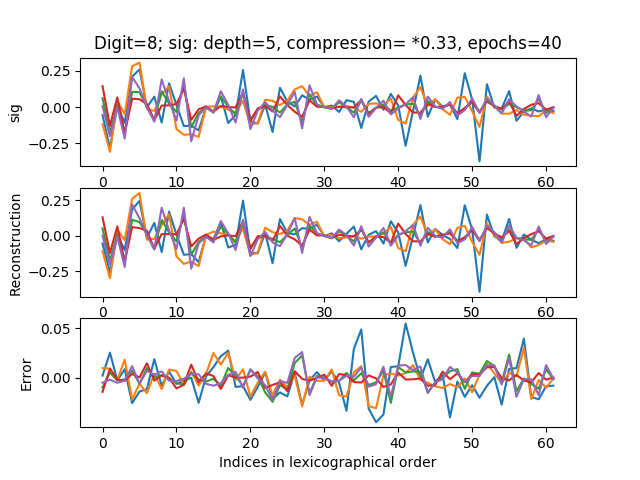 Digit=8; sig: depth=5, compression= *0.33, epochs=40
sig
0.25
0.00
−0.25
0 10 20 30 40 50 60
Reconstruction
0.25
0.00
−0.25
0 10 20 30 40 50 60
Error
0.05
0.00
0 10 20 30 40 50 60
Indices in lexicographical order